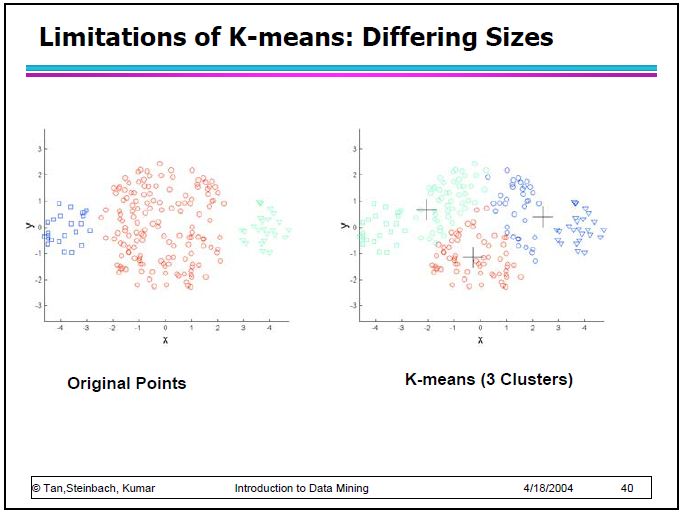 Limitations of K-means: Differing Sizes
3
2
1
0
-1
-2
-3
y
-4 -3 -2 -1 0 1 2 3 4
x
3
2
1
0
-1
-2
-3
y
-4 -3 -2 -1 0 1 2 3 4
x
Original Points
K-means (3 Clusters)
© Tan,Steinbach, Kumar Introduction to Data Mining 4/18/2004 40